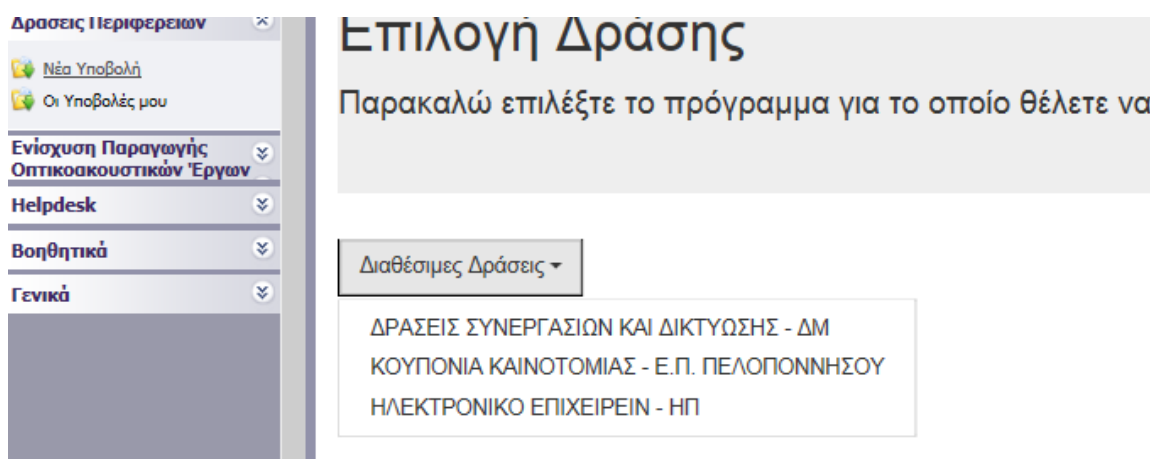 Δράσεις Περιφερειών
Νέα Υποβολή
Οι Υποβολές μου
Ενίσχυση Παραγωγής
Οπτικοακουστικών Έργων
Helpdesk
Βοηθητικά
Γενικά
Επιλογή Δράσης
Παρακαλώ επιλέξτε το πρόγραμμα για το οποίο θέλετε να
Διαθέσιμες Δράσεις
ΔΡΑΣΕΙΣ ΣΥΝΕΡΓΑΣΙΩΝ ΚΑΙ ΔΙΚΤΥΩΣΗΣ - ΔΜ
ΚΟΥΠΟΝΙΑ ΚΑΙΝΟΤΟΜΙΑΣ - Ε.Π. ΠΕΛΟΠΟΝΝΗΣΟΥ
ΗΛΕΚΤΡΟΝΙΚΟ ΕΠΙΧΕΙΡΕΙΝ - ΗΠ